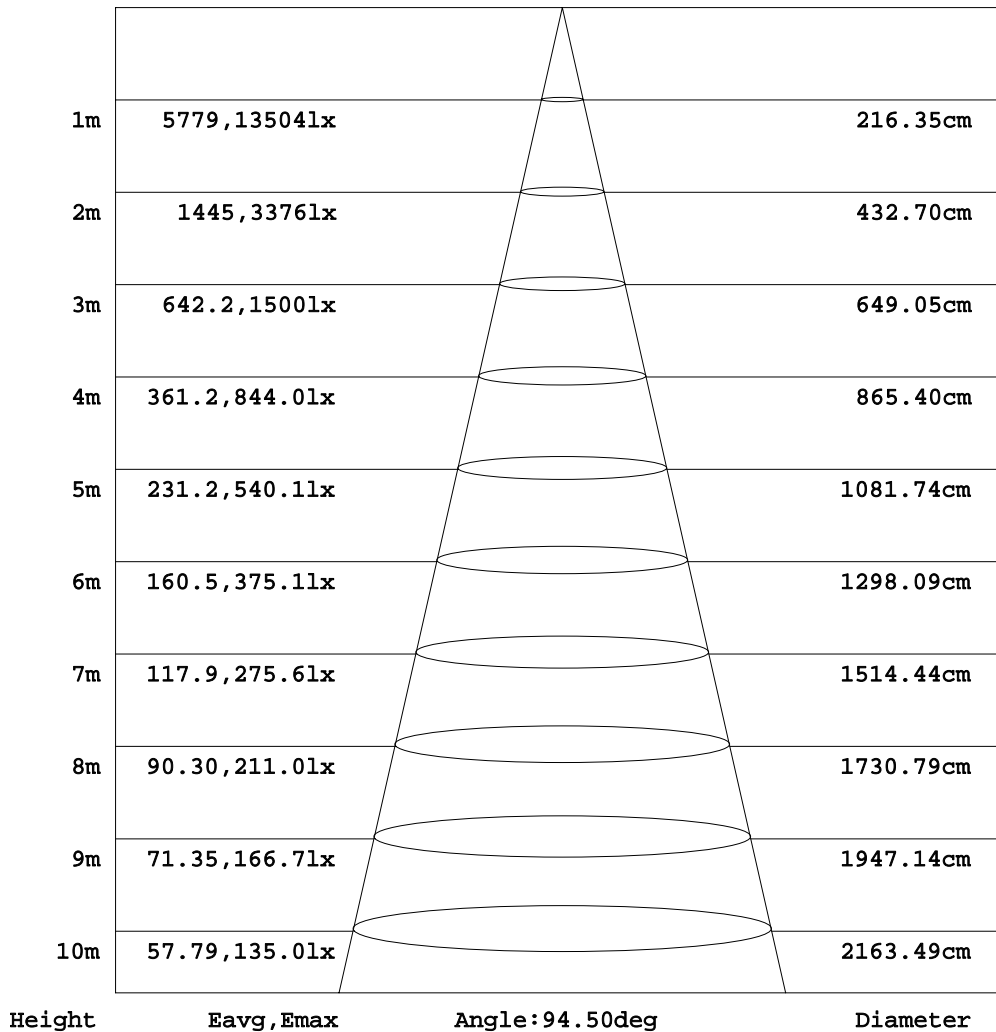 1m 5779,13504lx 216.35cm
2m 1445,3376lx 432.70cm
3m 642.2,1500lx 649.05cm
4m 361.2,844.0lx 865.40cm
5m 231.2,540.1lx 1081.74cm
6m 160.5,375.1lx 1298.09cm
7m 117.9,275.6lx 1514.44cm
8m 90.30,211.0lx 1730.79cm
9m 71.35,166.7lx 1947.14cm
10m 57.79,135.0lx 2163.49cm
Height Eavg,Emax Angle:94.50deg Diameter